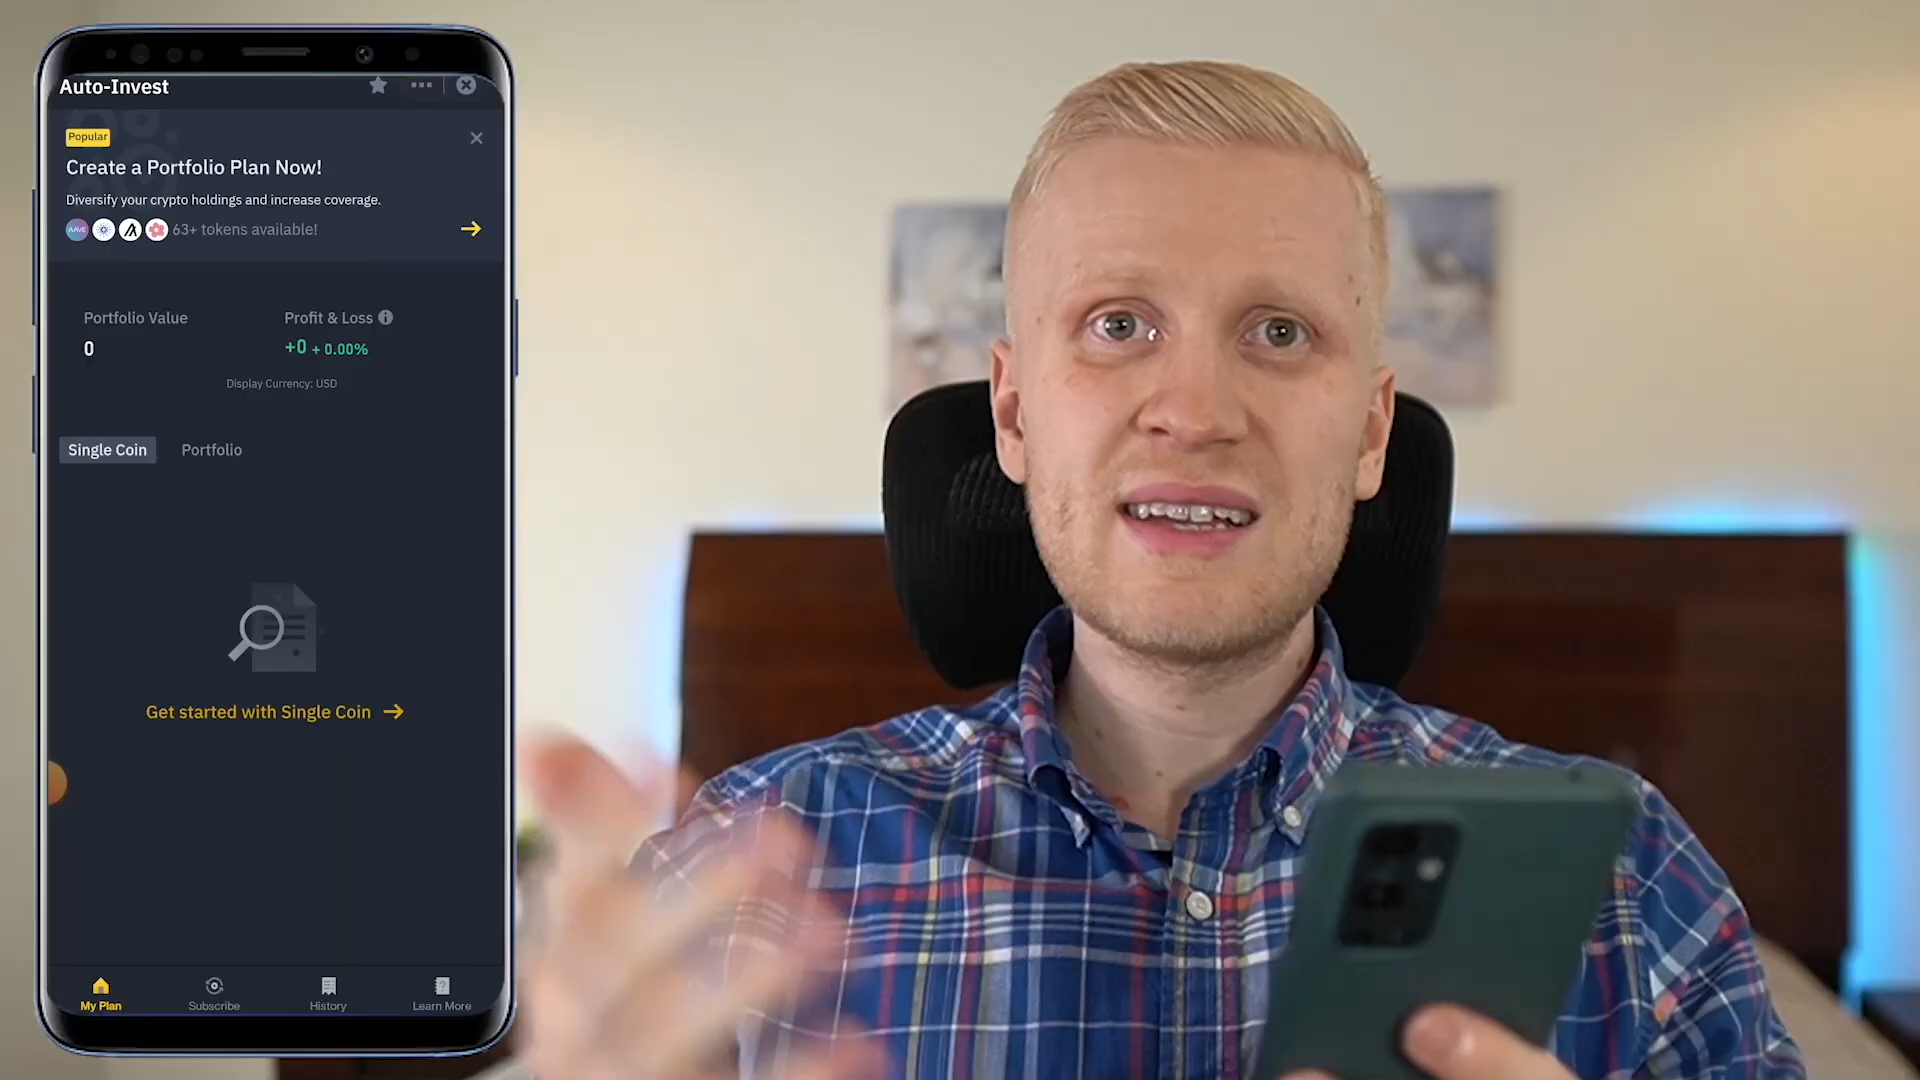 Auto-Invest
Popular
Create a Portfolio Plan Now!
Diversify your crypto holdings and increase coverage.
AAVE
63+ tokens available!
Portfolio Value
Profit & Loss
0
+0 + 0.00%
Display Currency: USD
Single Coin
Portfolio
Get started with Single Coin
My Plan
Subscribe
History
Learn More